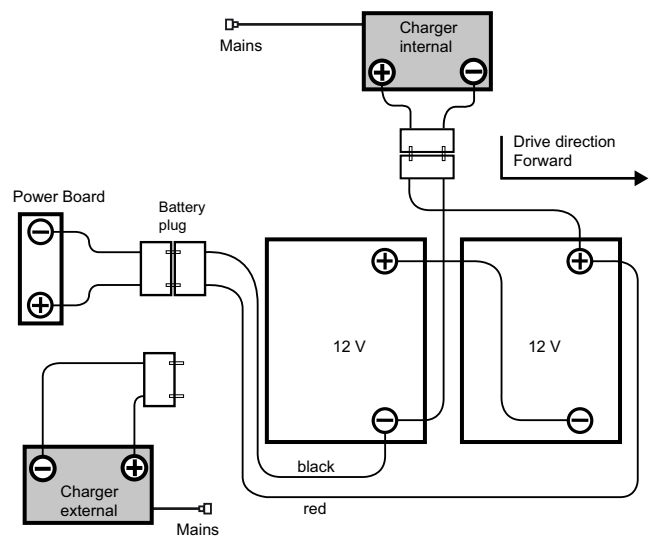 Charger
internal
Mains
+
−
Drive direction
Forward
Power Board
Battery
plug
−
+
+
+
12 V
12 V
−
−
black
red
−
+
Charger
external
Mains